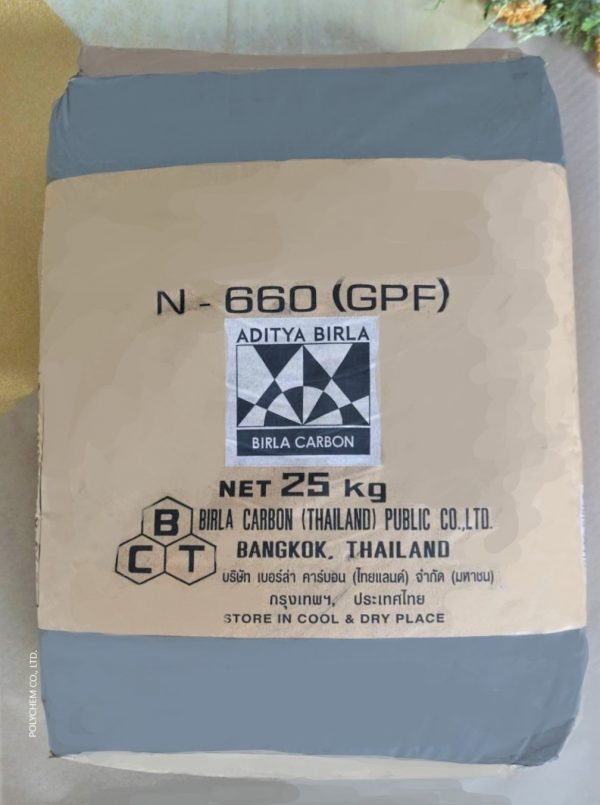 N - 660 (GPF)
ADITYA BIRLA
BIRLA CARBON
NET 25 kg
B
C T
BIRLA CARBON (THAILAND) PUBLIC CO.,LTD.
BANGKOK, THAILAND
บริษัท เบอร์ล่า คาร์บอน (ไทยแลนด์) จำกัด (มหาชน)
กรุงเทพฯ, ประเทศไทย
STORE IN COOL & DRY PLACE
POLYCHEM CO., LTD.